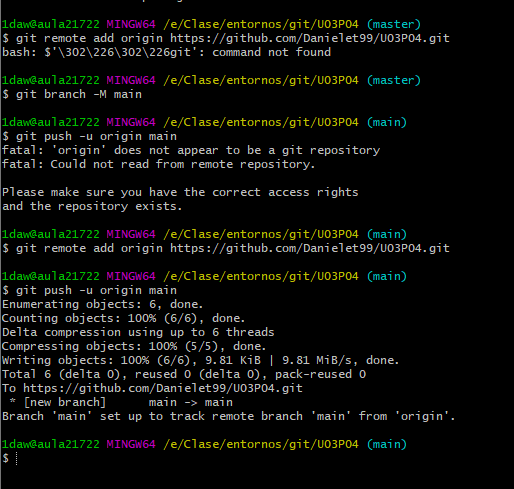 1daw@aula21722 MINGW64 /e/Clase/entornos/git/U03P04 (master)
$ git remote add origin https://github.com/Danielet99/U03P04.git
bash: $'\302\226\302\226git': command not found
1daw@aula21722 MINGW64 /e/Clase/entornos/git/U03P04 (master)
$ git branch -M main
1daw@aula21722 MINGW64 /e/Clase/entornos/git/U03P04 (main)
$ git push -u origin main
fatal: 'origin' does not appear to be a git repository
fatal: Could not read from remote repository.
Please make sure you have the correct access rights
and the repository exists.
1daw@aula21722 MINGW64 /e/Clase/entornos/git/U03P04 (main)
$ git remote add origin https://github.com/Danielet99/U03P04.git
1daw@aula21722 MINGW64 /e/Clase/entornos/git/U03P04 (main)
$ git push -u origin main
Enumerating objects: 6, done.
Counting objects: 100% (6/6), done.
Delta compression using up to 6 threads
Compressing objects: 100% (5/5), done.
Writing objects: 100% (6/6), 9.81 KiB | 9.81 MiB/s, done.
Total 6 (delta 0), reused 0 (delta 0), pack-reused 0
To https://github.com/Danielet99/U03P04.git
 * [new branch]      main -> main
Branch 'main' set up to track remote branch 'main' from 'origin'.
1daw@aula21722 MINGW64 /e/Clase/entornos/git/U03P04 (main)
$